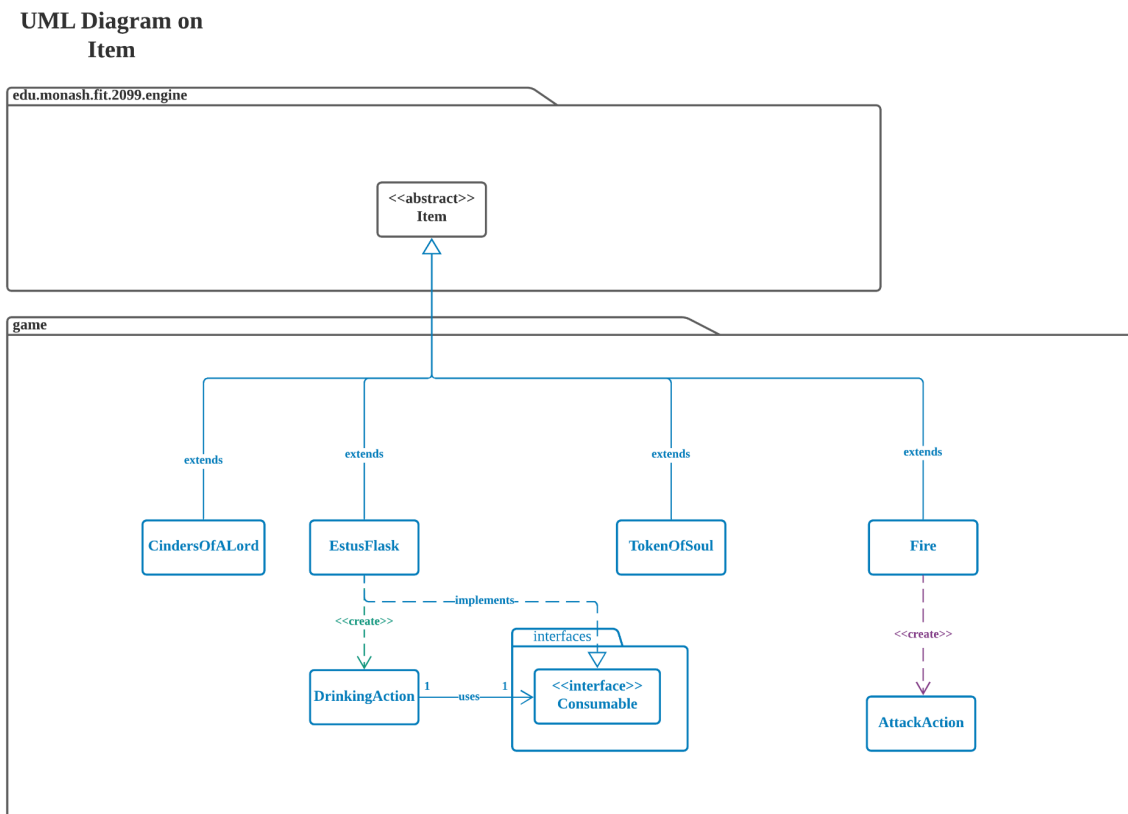 UML Diagram on
Item
edu.monash.fit.2099.engine
<<abstract>>
Item
game
extends
extends
extends
extends
CindersOfALord
EstusFlask
TokenOfSoul
Fire
implements
<<create>>
<<create>>
interfaces
DrinkingAction
1
uses
1
<<interface>>
Consumable
AttackAction